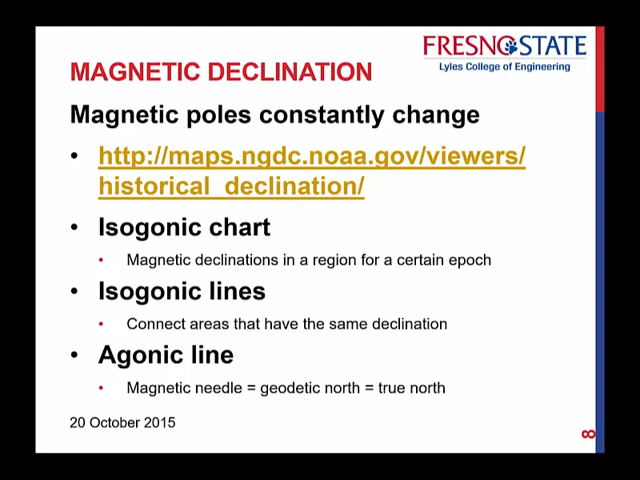 FRESNO STATE
Lyles College of Engineering
MAGNETIC DECLINATION
Magnetic poles constantly change
• http://maps.ngdc.noaa.gov/viewers/
historical_declination/
• Isogonic chart
• Magnetic declinations in a region for a certain epoch
• Isogonic lines
• Connect areas that have the same declination
• Agonic line
• Magnetic needle = geodetic north = true north
20 October 2015
8